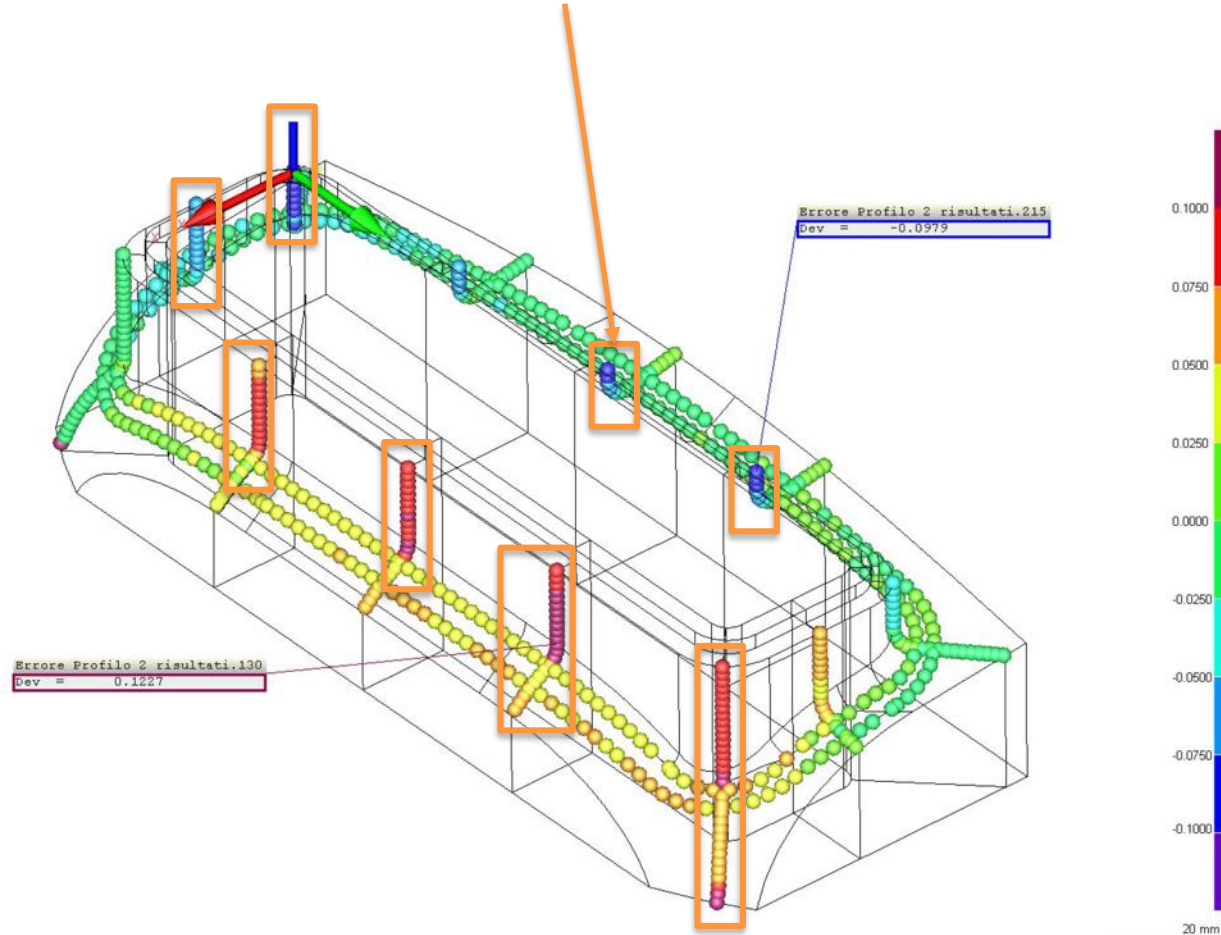 Errore Profilo 2 risultati.215
Dev = -0.0979
Errore Profilo 2 risultati.130
Dev = 0.1227
0.1000
0.0750
0.0500
0.0250
0.0000
-0.0250
-0.0500
-0.0750
-0.1000
20 mm